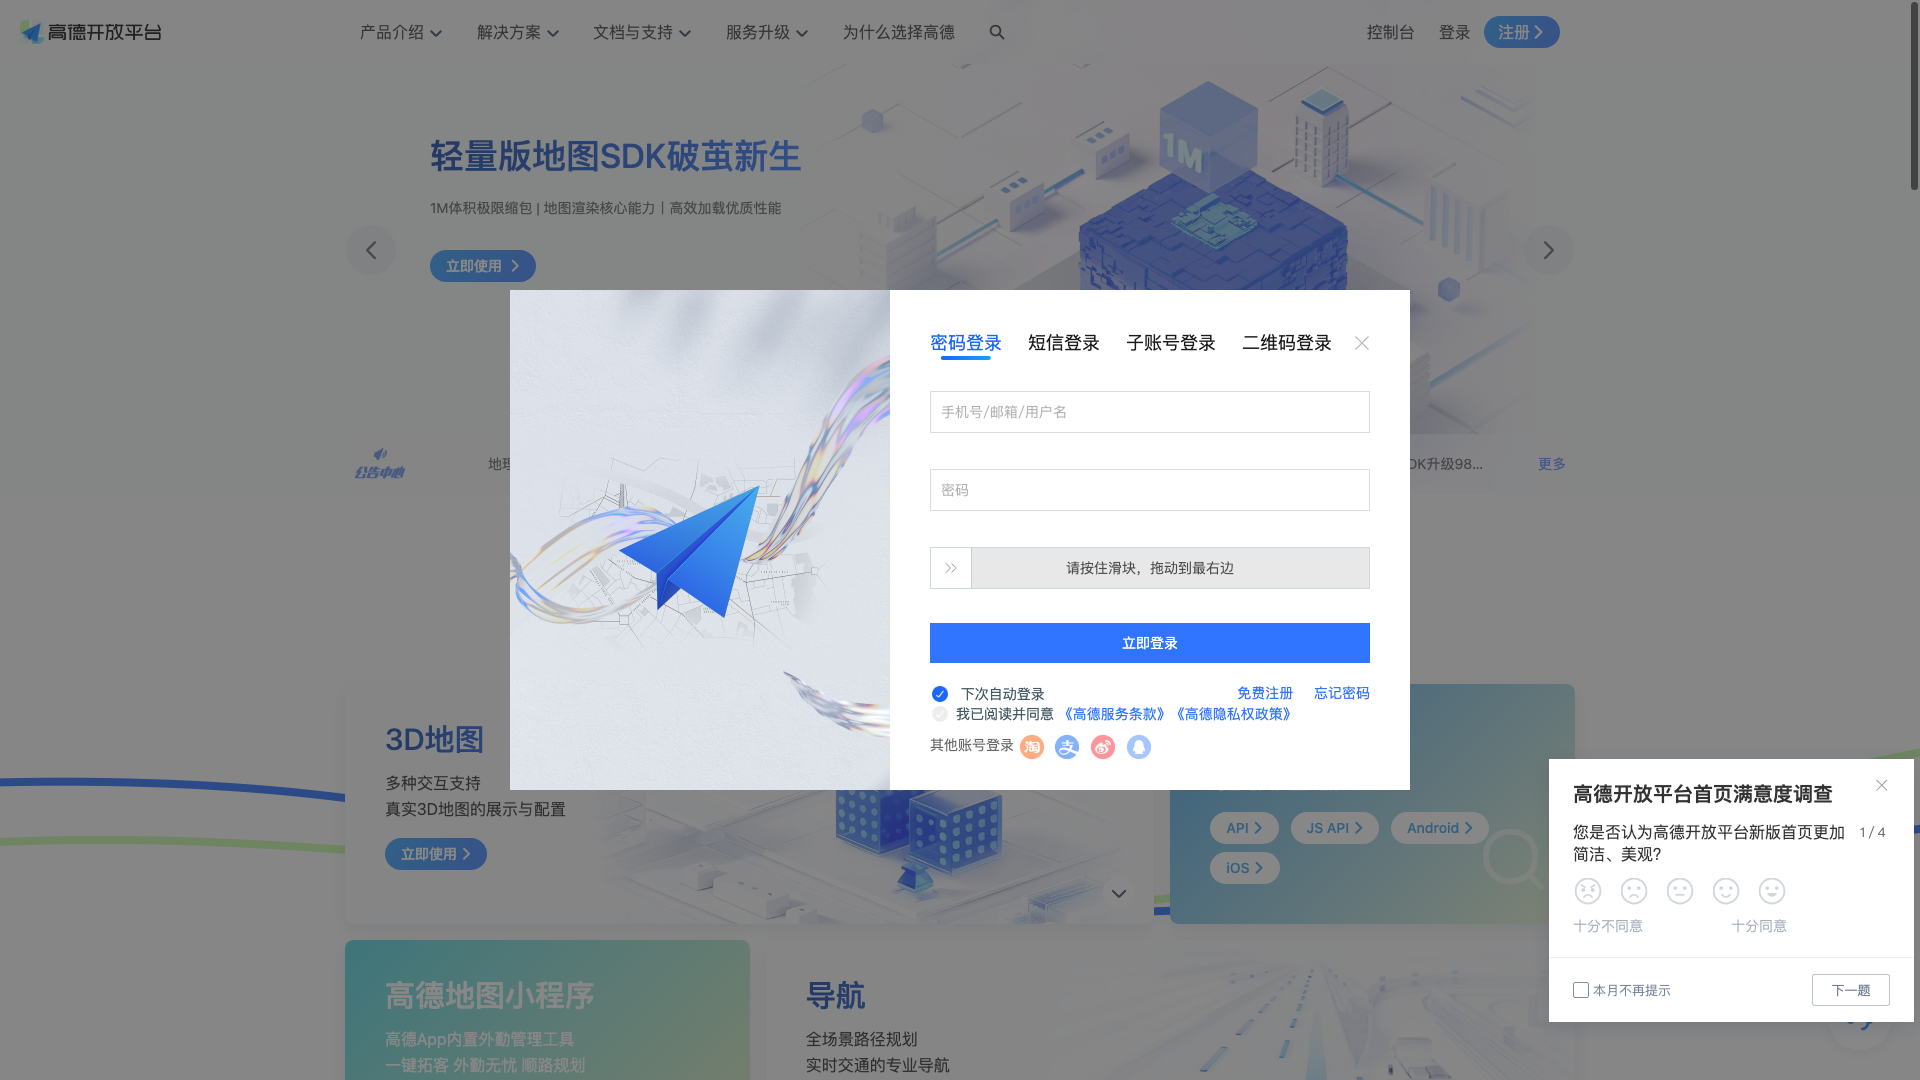 高德开放平台
产品介绍
解决方案
文档与支持
服务升级
为什么选择高德
控制台
登录
注册
轻量版地图SDK破茧新生
1M体积极限缩包 | 地图渲染核心能力丨高效加载优质性能
立即使用
1M
公告中心
地理
DK升级98...
更多
密码登录
短信登录
子账号登录
二维码登录
手机号/邮箱/用户名
密码
请按住滑块，拖动到最右边
立即登录
下次自动登录
免费注册
忘记密码
我已阅读并同意 《高德服务条款》 《高德隐私权政策》
其他账号登录
淘
支
3D地图
多种交互支持
真实3D地图的展示与配置
立即使用
API
JS API
Android
iOS
高德地图小程序
高德App内置外勤管理工具
一键拓客 外勤无忧 顺路规划
导航
全场景路径规划
实时交通的专业导航
高德开放平台首页满意度调查
您是否认为高德开放平台新版首页更加简洁、美观?
1 / 4
十分不同意
十分同意
本月不再提示
下一题